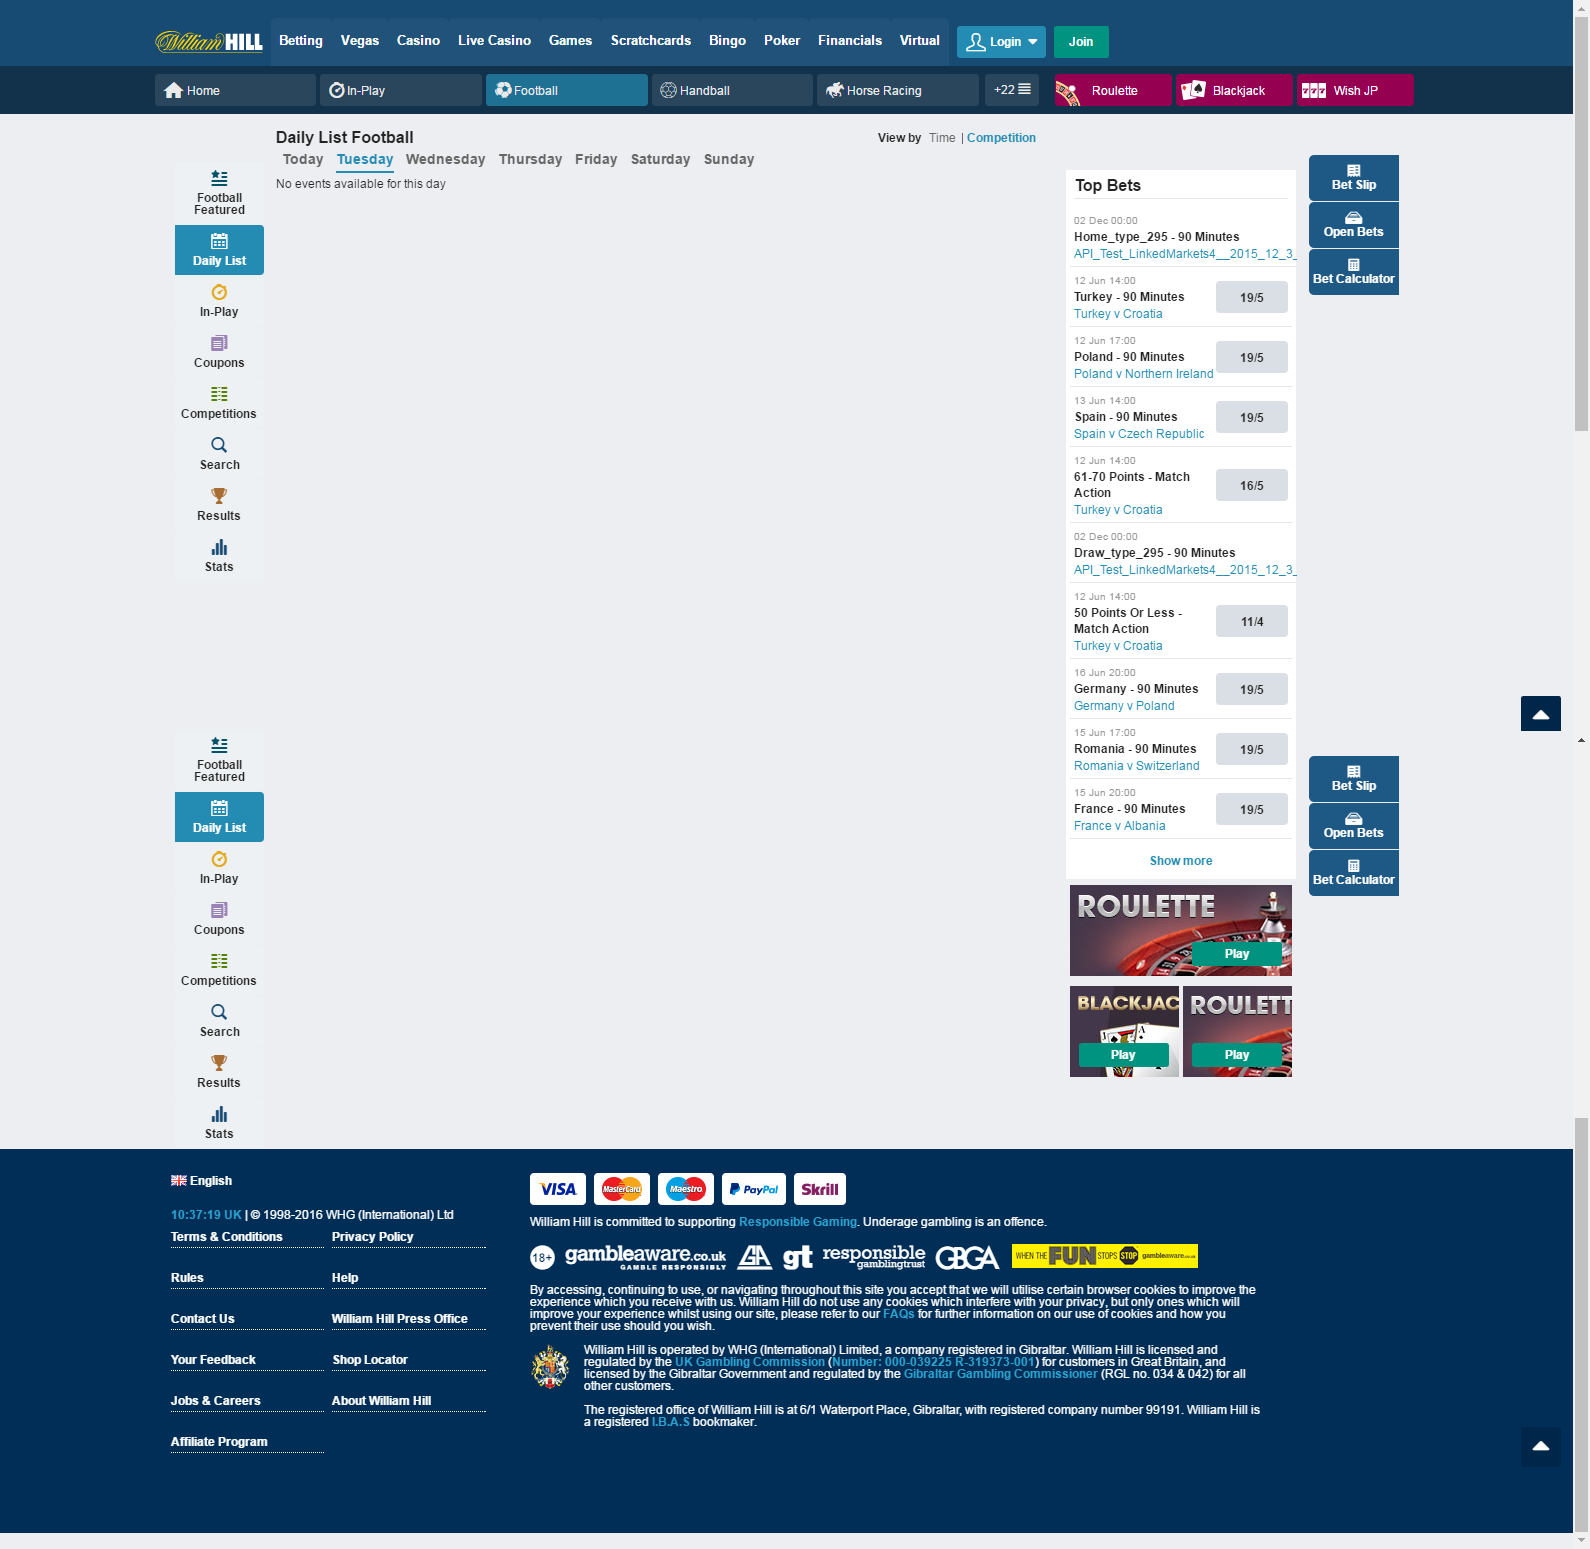 William HILL
Betting Vegas Casino Live Casino Games Scratchcards Bingo Poker Financials Virtual Login Join
Home In-Play Football Handball Horse Racing +22 Roulette Blackjack Wish JP
Daily List Football
View by Time | Competition
Today Tuesday Wednesday Thursday Friday Saturday Sunday
No events available for this day
Football
Featured
Daily List
In-Play
Coupons
Competitions
Search
Results
Stats
Top Bets
02 Dec 00:00
Home_type_295 - 90 Minutes
API_Test_LinkedMarkets4__2015_12_3_
12 Jun 14:00
Turkey - 90 Minutes
19/5
Turkey v Croatia
12 Jun 17:00
Poland - 90 Minutes
19/5
Poland v Northern Ireland
13 Jun 14:00
Spain - 90 Minutes
19/5
Spain v Czech Republic
12 Jun 14:00
61-70 Points - Match
Action
16/5
Turkey v Croatia
02 Dec 00:00
Draw_type_295 - 90 Minutes
API_Test_LinkedMarkets4__2015_12_3_
12 Jun 14:00
50 Points Or Less -
Match Action
11/4
Turkey v Croatia
16 Jun 20:00
Germany - 90 Minutes
19/5
Germany v Poland
15 Jun 17:00
Romania - 90 Minutes
19/5
Romania v Switzerland
15 Jun 20:00
France - 90 Minutes
19/5
France v Albania
Show more
ROULETTE
Play
BLACKJAC
Play
ROULETT
Play
Bet Slip
Open Bets
Bet Calculator
Football
Featured
Daily List
In-Play
Coupons
Competitions
Search
Results
Stats
Bet Slip
Open Bets
Bet Calculator
English
10:37:19 UK | © 1998-2016 WHG (International) Ltd
Terms & Conditions Privacy Policy
Rules Help
Contact Us William Hill Press Office
Your Feedback Shop Locator
Jobs & Careers About William Hill
Affiliate Program
VISA MasterCard Maestro PayPal Skrill
William Hill is committed to supporting Responsible Gaming. Underage gambling is an offence.
18+ gambleaware.co.uk GAMBLE RESPONSIBLY GA gt responsible gamblingtrust GBGA WHEN THE FUN STOPS STOP gambleaware.co.uk
By accessing, continuing to use, or navigating throughout this site you accept that we will utilise certain browser cookies to improve the
experience which you receive with us. William Hill do not use any cookies which interfere with your privacy, but only ones which will
improve your experience whilst using our site, please refer to our FAQs for further information on our use of cookies and how you
prevent their use should you wish.
William Hill is operated by WHG (International) Limited, a company registered in Gibraltar. William Hill is licensed and
regulated by the UK Gambling Commission (Number: 000-039225 R-319373-001) for customers in Great Britain, and
licensed by the Gibraltar Government and regulated by the Gibraltar Gambling Commissioner (RGL no. 034 & 042) for all
other customers.
The registered office of William Hill is at 6/1 Waterport Place, Gibraltar, with registered company number 99191. William Hill is
a registered I.B.A.S bookmaker.